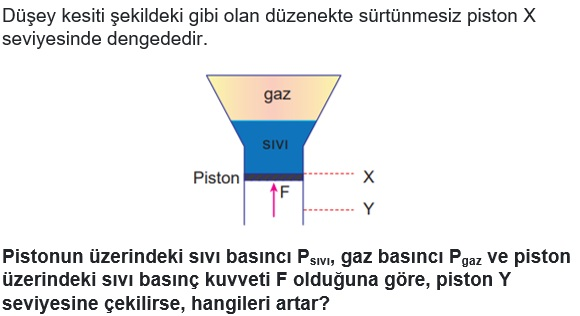 Düşey kesiti şekildeki gibi olan düzenekte sürtünmesiz piston X
seviyesinde dengededir.
gaz
SIVI
Piston
X
F
Y
Pistonun üzerindeki sıvı basıncı Psıvı, gaz basıncı Pgaz ve piston
üzerindeki sıvı basınç kuvveti F olduğuna göre, piston Y
seviyesine çekilirse, hangileri artar?